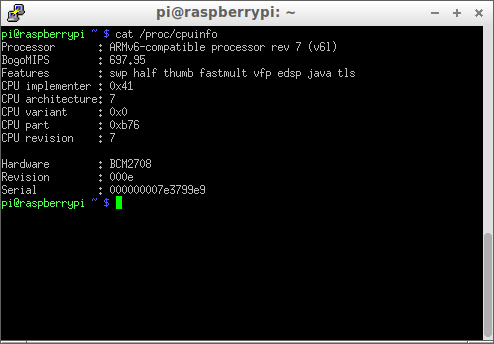 pi@raspberrypi: ~
pi@raspberrypi ~ $ cat /proc/cpuinfo
Processor : ARMv6-compatible processor rev 7 (v6l)
BogoMIPS : 697.95
Features : swp half thumb fastmult vfp edsp java tls
CPU implementer : 0x41
CPU architecture: 7
CPU variant : 0x0
CPU part : 0xb76
CPU revision : 7
Hardware : BCM2708
Revision : 000e
Serial : 000000007e3799e9
pi@raspberrypi ~ $